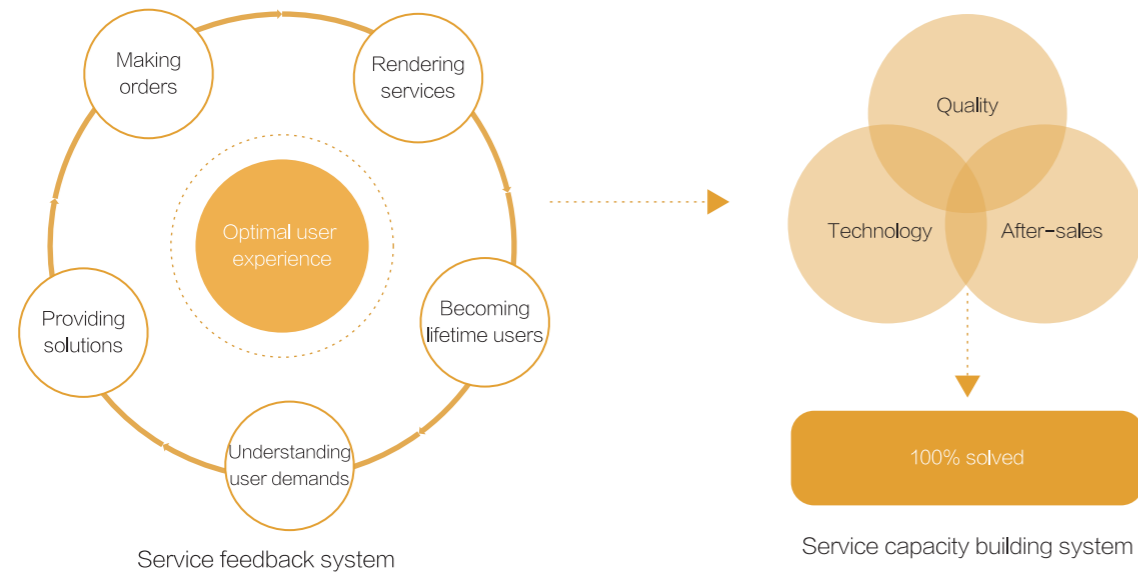 Making
orders
Rendering
services
Optimal user
experience
Providing
solutions
Becoming
lifetime users
Understanding
user demands
Service feedback system
Quality
Technology
After-sales
100% solved
Service capacity building system